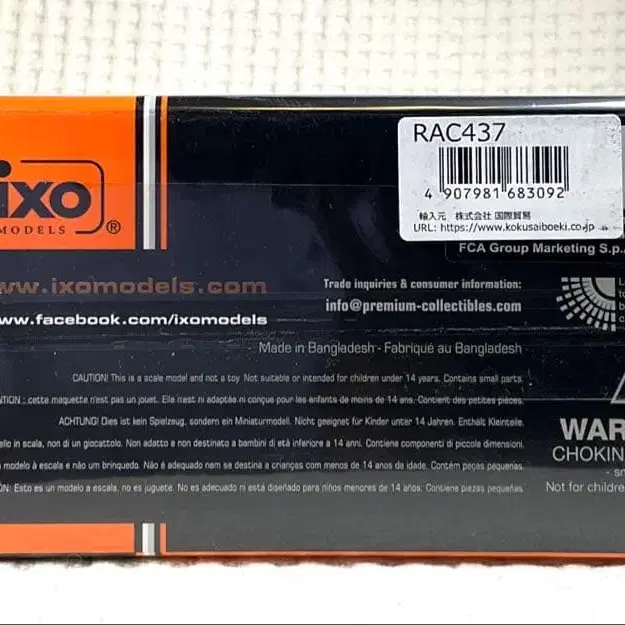 ixo
MODELS ®
RAC437
4 907981 683092
輸入元 株式会社 国際貿易
URL: https://www.kokusaiboeki.co.jp
FCA Group Marketing S.p.
ww.ixomodels.com
www.facebook.com/ixomodels
Trade inquiries & consumer information:
info@premium-collectibles.com
Made in Bangladesh - Fabriqué au Bangladesh
CAUTION! This is a scale model and not a toy. Not suitable or intended for children under 14 years. Contains small parts.
NTION : cette maquette n'est pas un jouet. Elle n'est ni adaptée ni conçue pour les enfants de moins de 14 ans. Contient des petites pièces.
ACHTUNG! Dies ist kein Spielzeug, sondern ein Miniaturmodell. Nicht geeignet für Kinder unter 14 Jahren. Enthält Kleinteile.
ello in scala, non di un giocattolo. Non adatto e non destinato a bambini di età inferiore a 14 anni. Contiene componenti di piccole dimensioni.
modelo à escala e não um brinquedo. Não é adequado nem se destina a crianças com menos de 14 anos de idade. Contém peças pequenas.
ÓN: Esto es un modelo a escala, no es juguete. No es adecuado ni está diseñado para niños menores de 14 años: Contiene piezas pequeñas.
WAR
CHOKIN
- sm
Not for childre